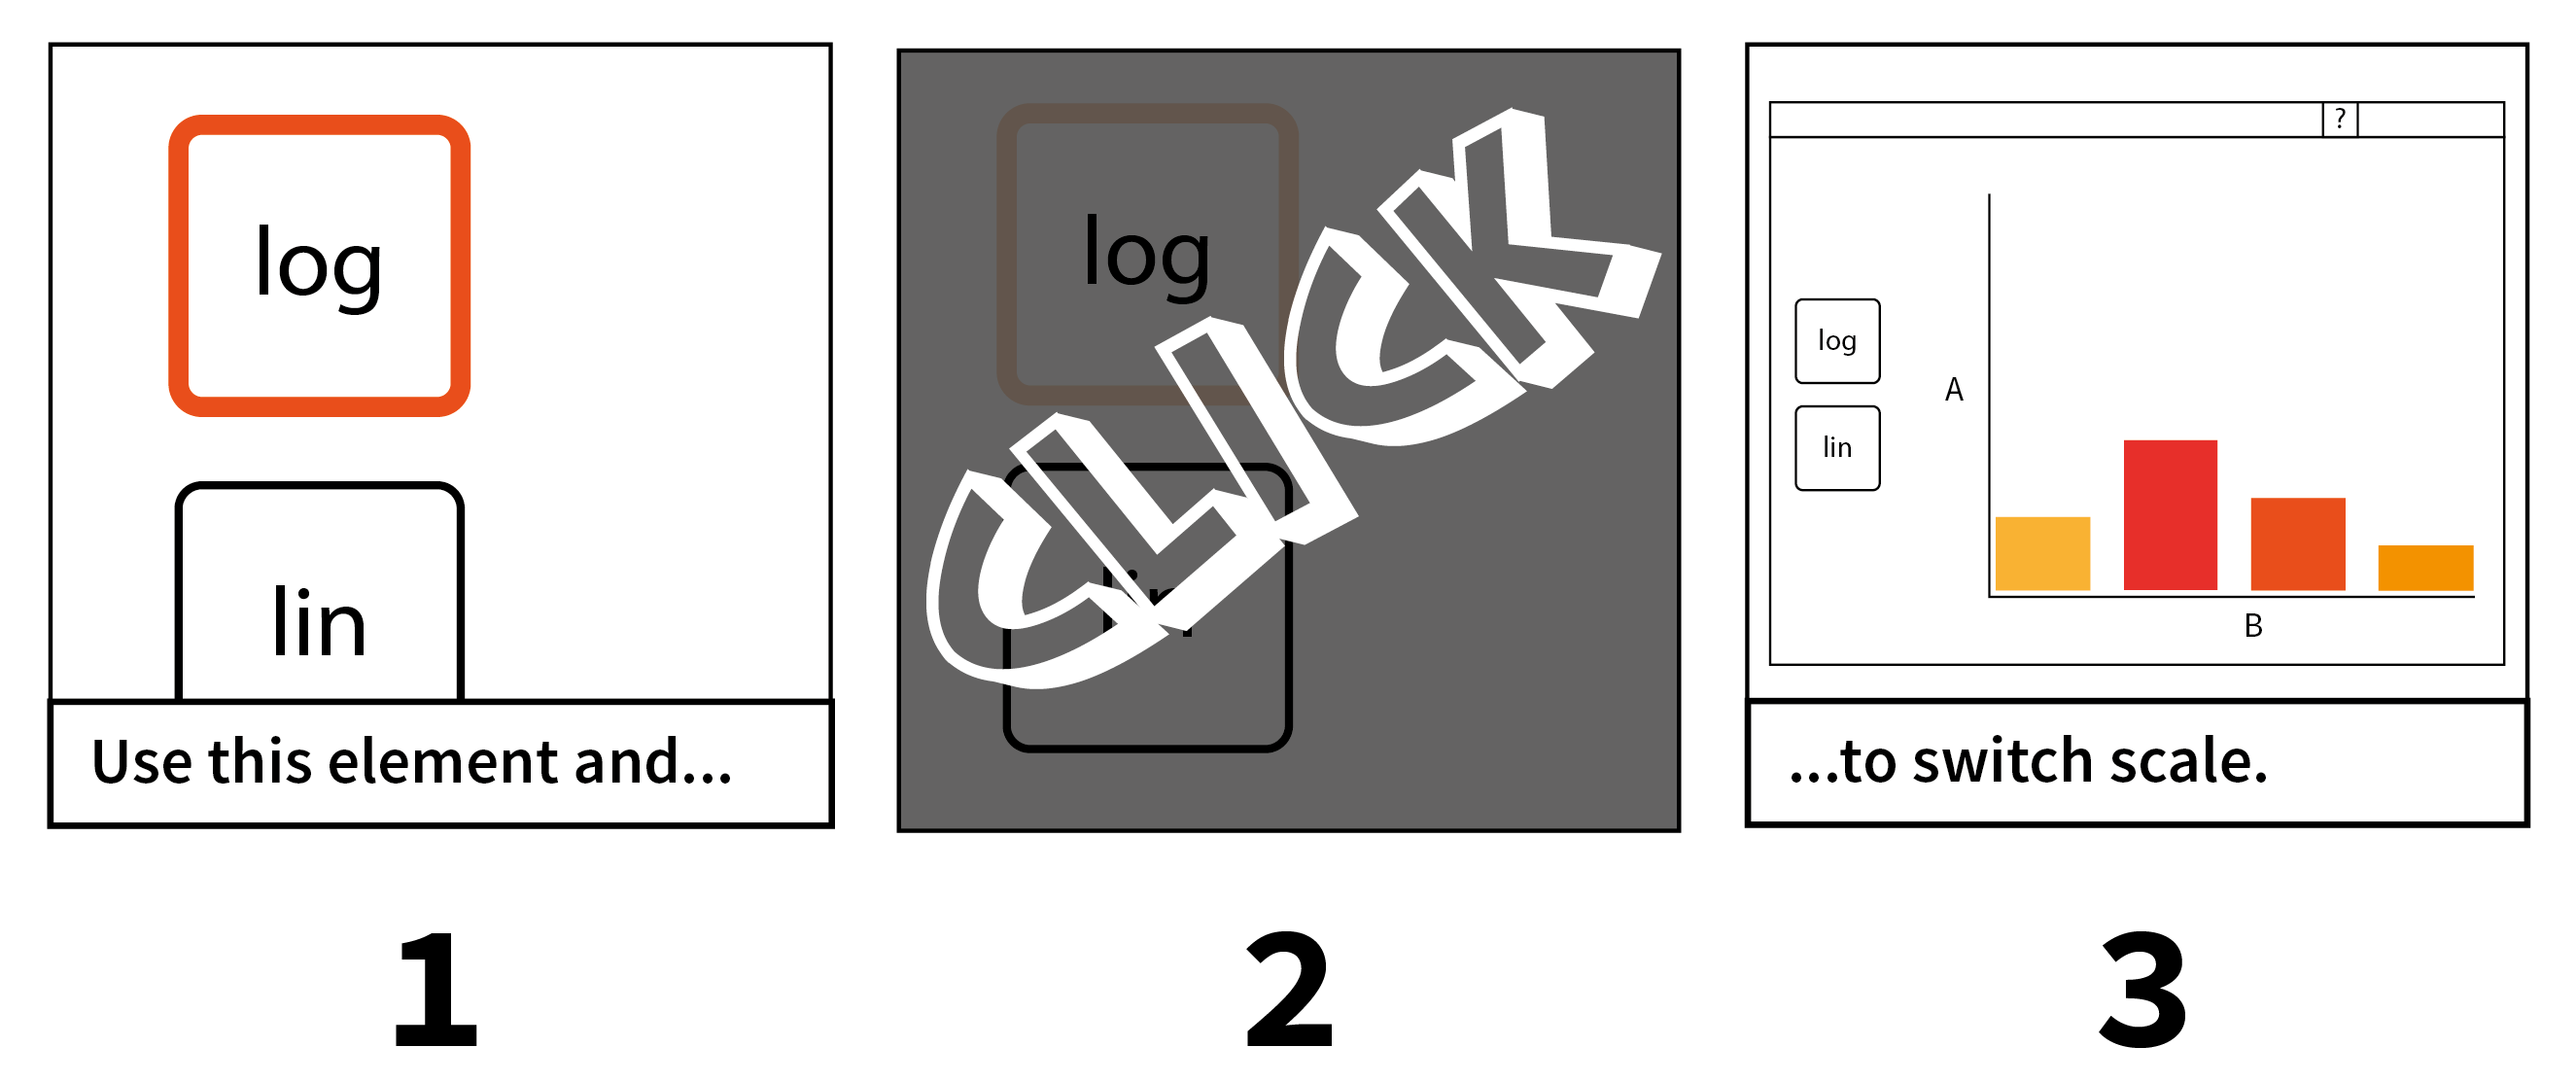 log
lin
Use this element and...
log
lin
CLICK
?
log
lin
A
B
...to switch scale.
1
2
3